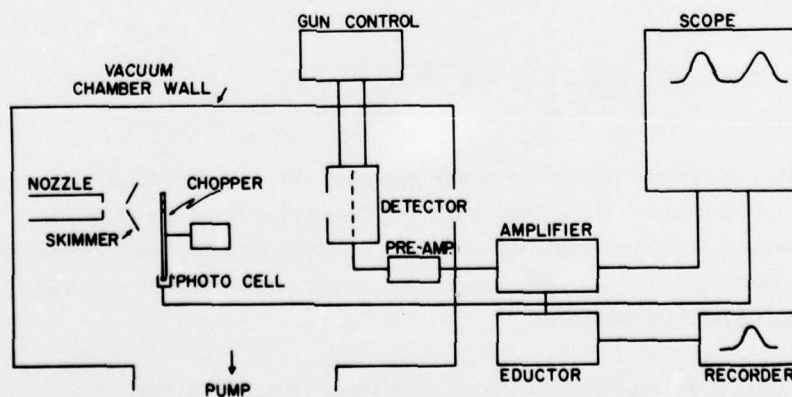 GUN CONTROL
SCOPE
VACUUM
CHAMBER WALL
NOZZLE
CHOPPER
DETECTOR
SKIMMER
AMPLIFIER
PRE-AMP.
PHOTO CELL
EDUCTOR
RECORDER
PUMP